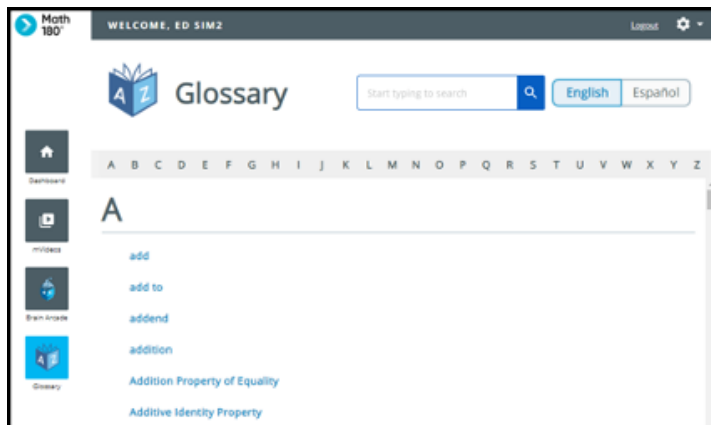 Math
180
WELCOME, ED SIM2
Logout
A Z
Glossary
Start typing to search
English
Español
A B C D E F G H I J K L M N O P Q R S T U V W X Y Z
Dashboard
mVideos
Brain Arcade
A Z
Glossary
A
add
add to
addend
addition
Addition Property of Equality
Additive Identity Property